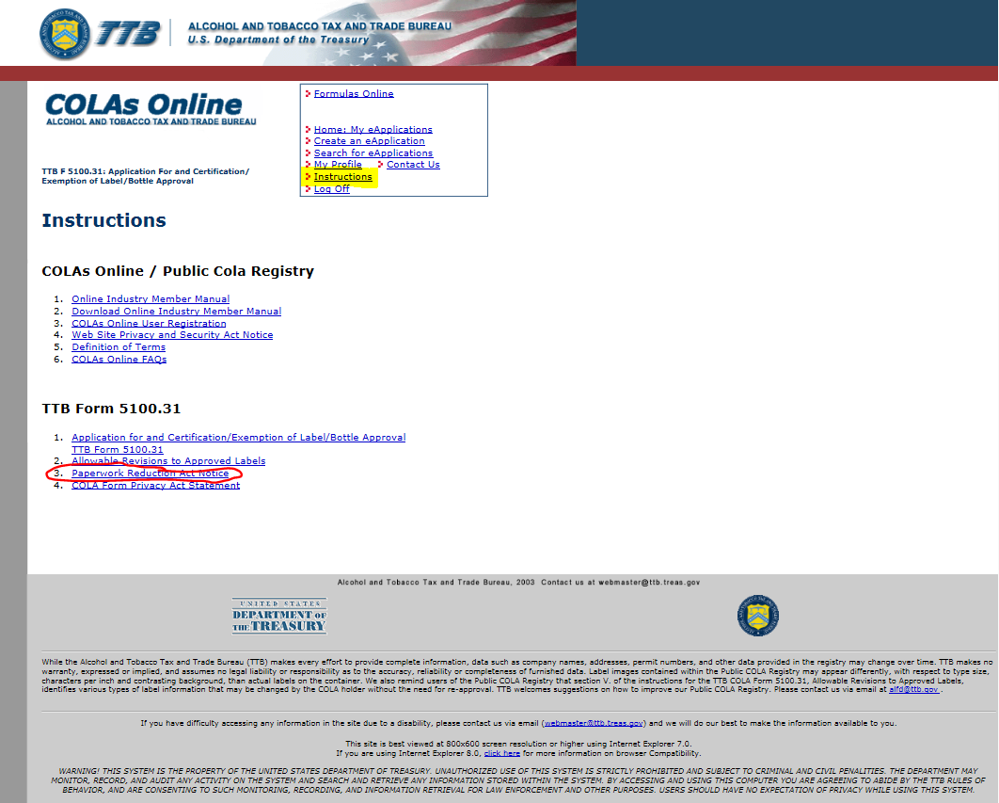 TTB
ALCOHOL AND TOBACCO TAX AND TRADE BUREAU
U.S. Department of the Treasury
COLAs Online
ALCOHOL AND TOBACCO TAX AND TRADE BUREAU
TTB F 5100.31: Application For and Certification/
Exemption of Label/Bottle Approval
Formulas Online
Home: My eApplications
Create an eApplication
Search for eApplications
My Profile Contact Us
Instructions
Log Off
Instructions
COLAs Online / Public Cola Registry
1. Online Industry Member Manual
2. Download Online Industry Member Manual
3. COLAs Online User Registration
4. Web Site Privacy and Security Act Notice
5. Definition of Terms
6. COLAs Online FAQs
TTB Form 5100.31
1. Application for and Certification/Exemption of Label/Bottle Approval
TTB Form 5100.31
2. Allowable Revisions to Approved Labels
3. Paperwork Reduction Act Notice
4. COLA Form Privacy Act Statement
Alcohol and Tobacco Tax and Trade Bureau, 2003 Contact us at webmaster@ttb.treas.gov
UNITED STATES
DEPARTMENT OF
THE TREASURY
While the Alcohol and Tobacco Tax and Trade Bureau (TTB) makes every effort to provide complete information, data such as company names, addresses, permit numbers, and other data provided in the registry may change over time. TTB makes no
warranty, expressed or implied, and assumes no legal liability or responsibility as to the accuracy, reliability or completeness of furnished data. Label images contained within the Public COLA Registry may appear differently, with respect to type size,
characters per inch and contrasting background, than actual labels on the container. We also remind users of the Public COLA Registry that section V. of the instructions for the TTB COLA Form 5100.31, Allowable Revisions to Approved Labels,
identifies various types of label information that may be changed by the COLA holder without the need for re-approval. TTB welcomes suggestions on how to improve our Public COLA Registry. Please contact us via email at alfd@ttb.gov .
If you have difficulty accessing any information in the site due to a disability, please contact us via email (webmaster@ttb.treas.gov) and we will do our best to make the information available to you.
This site is best viewed at 800x600 screen resolution or higher using Internet Explorer 7.0.
If you are using Internet Explorer 8.0, click here for more information on browser Compatibility.
WARNING! THIS SYSTEM IS THE PROPERTY OF THE UNITED STATES DEPARTMENT OF TREASURY. UNAUTHORIZED USE OF THIS SYSTEM IS STRICTLY PROHIBITED AND SUBJECT TO CRIMINAL AND CIVIL PENALTIES. THE DEPARTMENT MAY
MONITOR, RECORD, AND AUDIT ANY ACTIVITY ON THE SYSTEM AND SEARCH AND RETRIEVE ANY INFORMATION STORED WITHIN THE SYSTEM. BY ACCESSING AND USING THIS COMPUTER YOU ARE AGREEING TO ABIDE BY THE TTB RULES OF
BEHAVIOR, AND ARE CONSENTING TO SUCH MONITORING, RECORDING, AND INFORMATION RETRIEVAL FOR LAW ENFORCEMENT AND OTHER PURPOSES. USERS SHOULD HAVE NO EXPECTATION OF PRIVACY WHILE USING THIS SYSTEM.